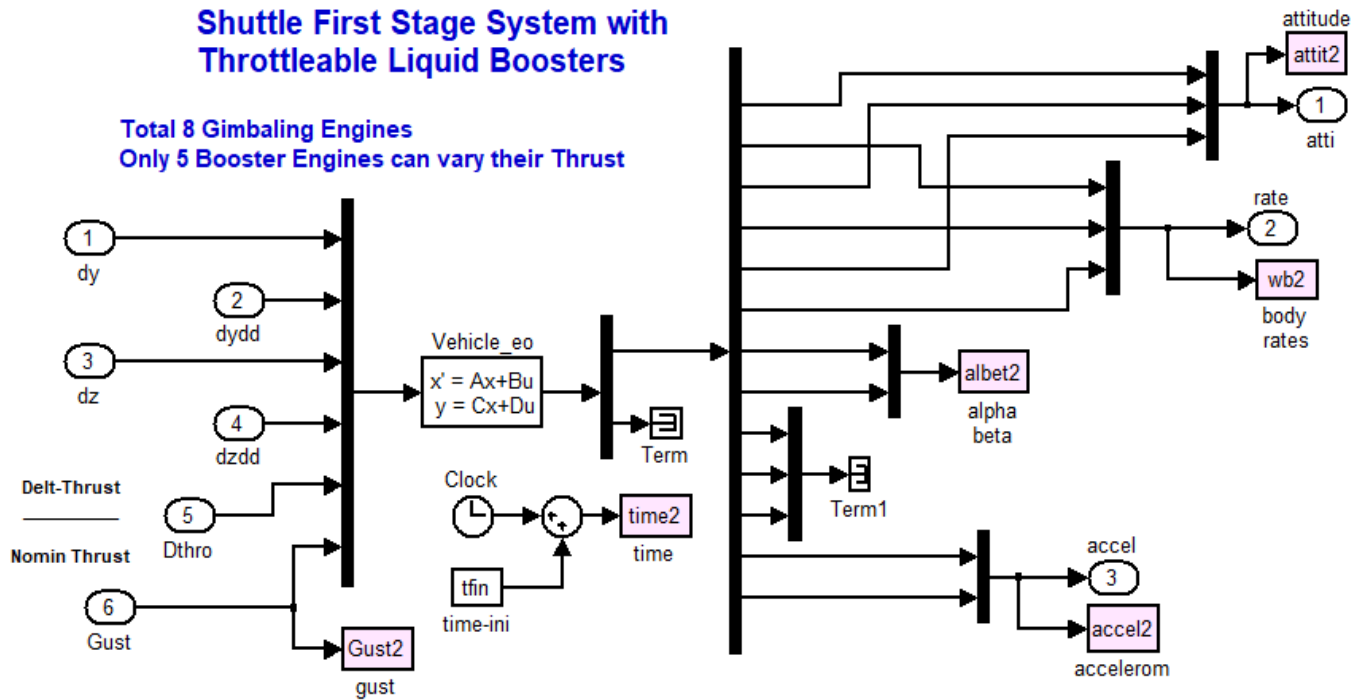 Shuttle First Stage System with
Throttleable Liquid Boosters
Total 8 Gimbaling Engines
Only 5 Booster Engines can vary their Thrust
1
dy
2
dydd
3
dz
4
dzdd
Delt-Thrust
Nomin Thrust
5
Dthro
6
Gust
Gust2
gust
Vehicle_eo
x' = Ax+Bu
y = Cx+Du
Term
Clock
time2
time
tfin
time-ini
attitude
attit2
1
atti
rate
2
wb2
body
rates
albet2
alpha
beta
Term1
accel
3
accel2
accelerom